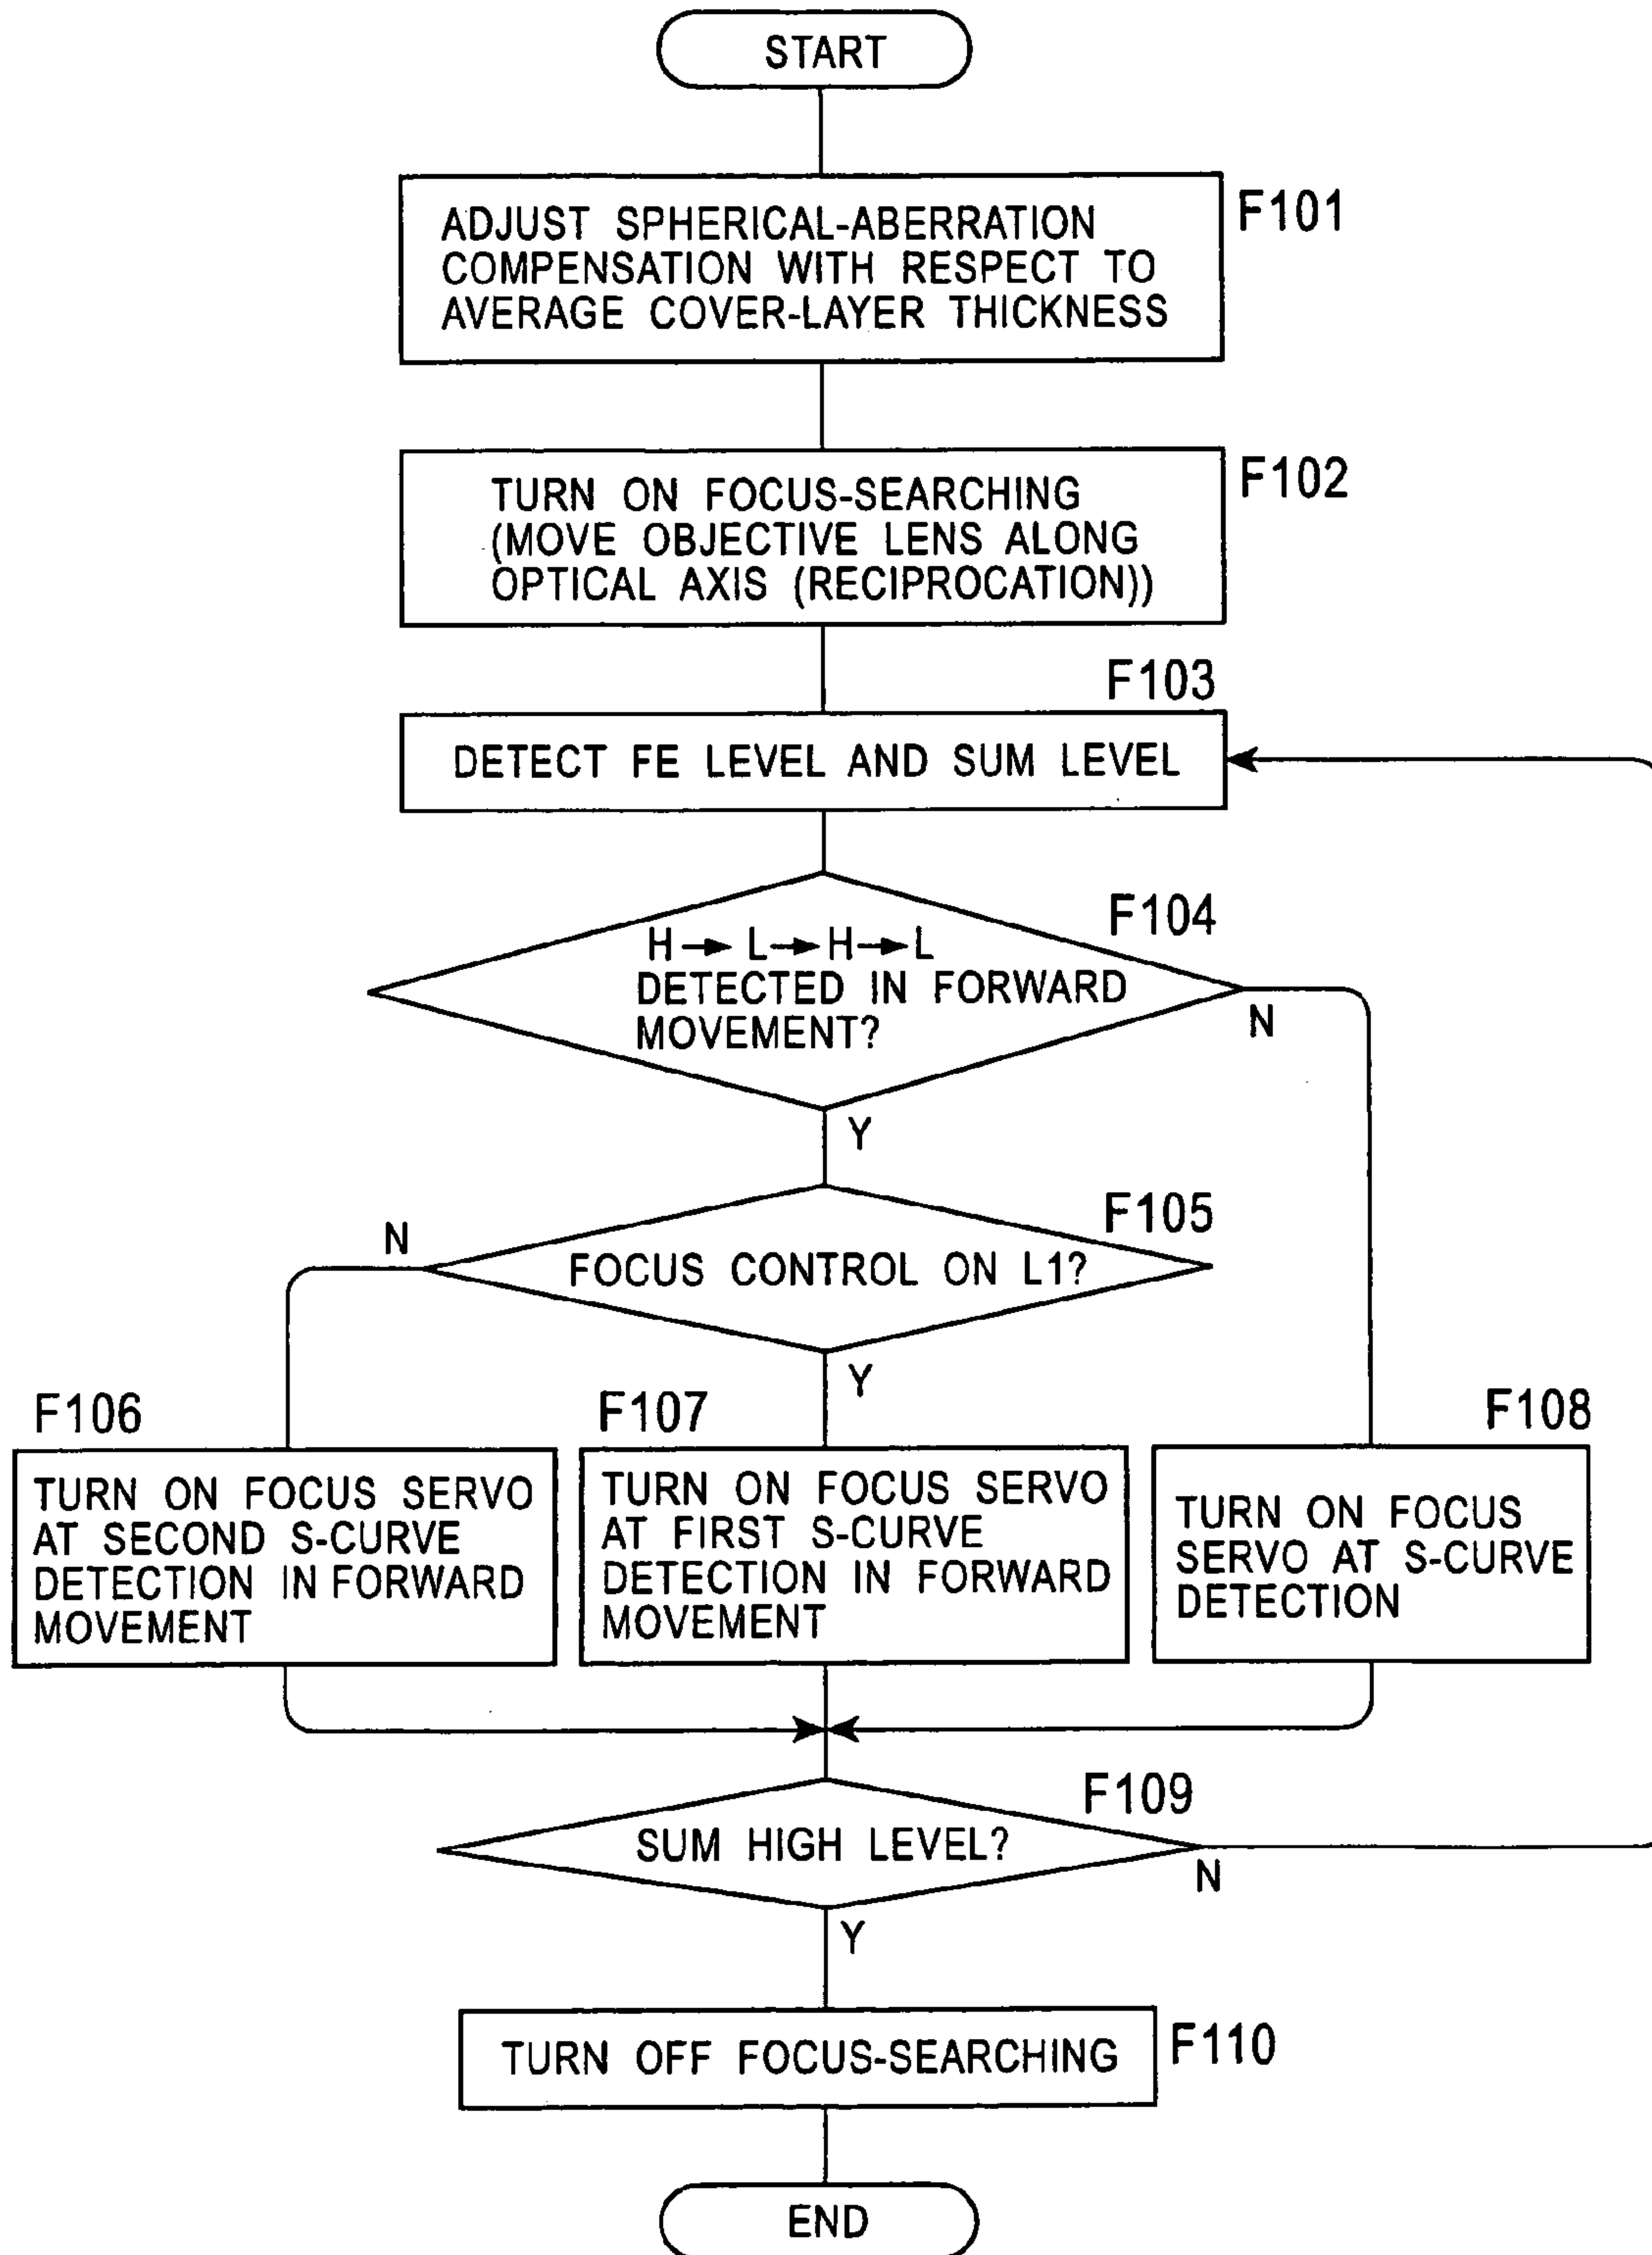 START
F101
ADJUST SPHERICAL-ABERRATION
COMPENSATION WITH RESPECT TO
AVERAGE COVER-LAYER THICKNESS
F102
TURN ON FOCUS-SEARCHING
(MOVE OBJECTIVE LENS ALONG
OPTICAL AXIS (RECIPROCATION))
F103
DETECT FE LEVEL AND SUM LEVEL
F104
H→L→H→L
DETECTED IN FORWARD
MOVEMENT?
N
Y
F105
N
FOCUS CONTROL ON L1?
Y
F106
TURN ON FOCUS SERVO
AT SECOND S-CURVE
DETECTION IN FORWARD
MOVEMENT
F107
TURN ON FOCUS SERVO
AT FIRST S-CURVE
DETECTION IN FORWARD
MOVEMENT
F108
TURN ON FOCUS
SERVO AT S-CURVE
DETECTION
F109
SUM HIGH LEVEL?
N
Y
TURN OFF FOCUS-SEARCHING
F110
END